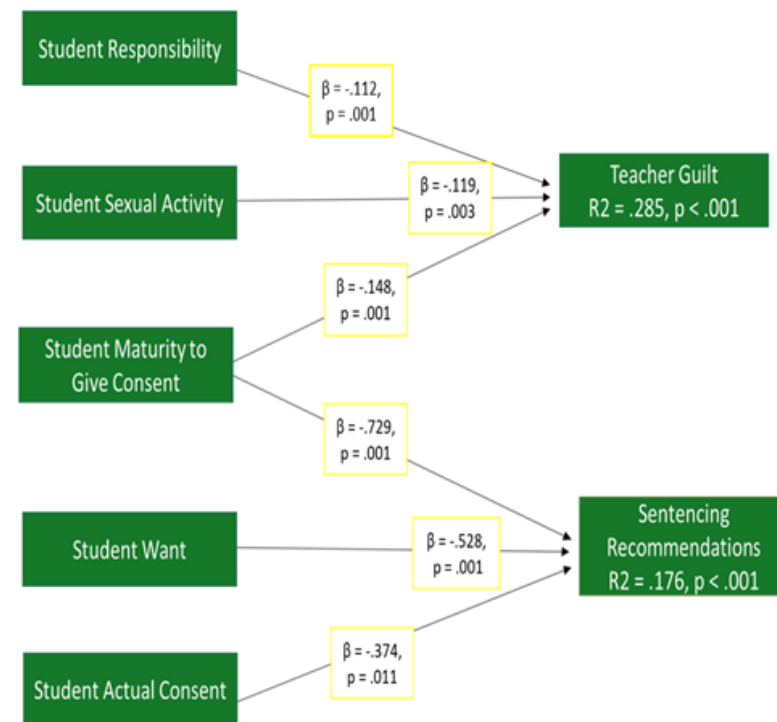 Student Responsibility
β = -.112,
p = .001
Student Sexual Activity
β = -.119,
p = .003
Teacher Guilt
R2 = .285, p < .001
β = -.148,
p = .001
Student Maturity to
Give Consent
β = -.729,
p = .001
Student Want
β = -.528,
p = .001
Sentencing
Recommendations
R2 = .176, p < .001
β = -.374,
p = .011
Student Actual Consent